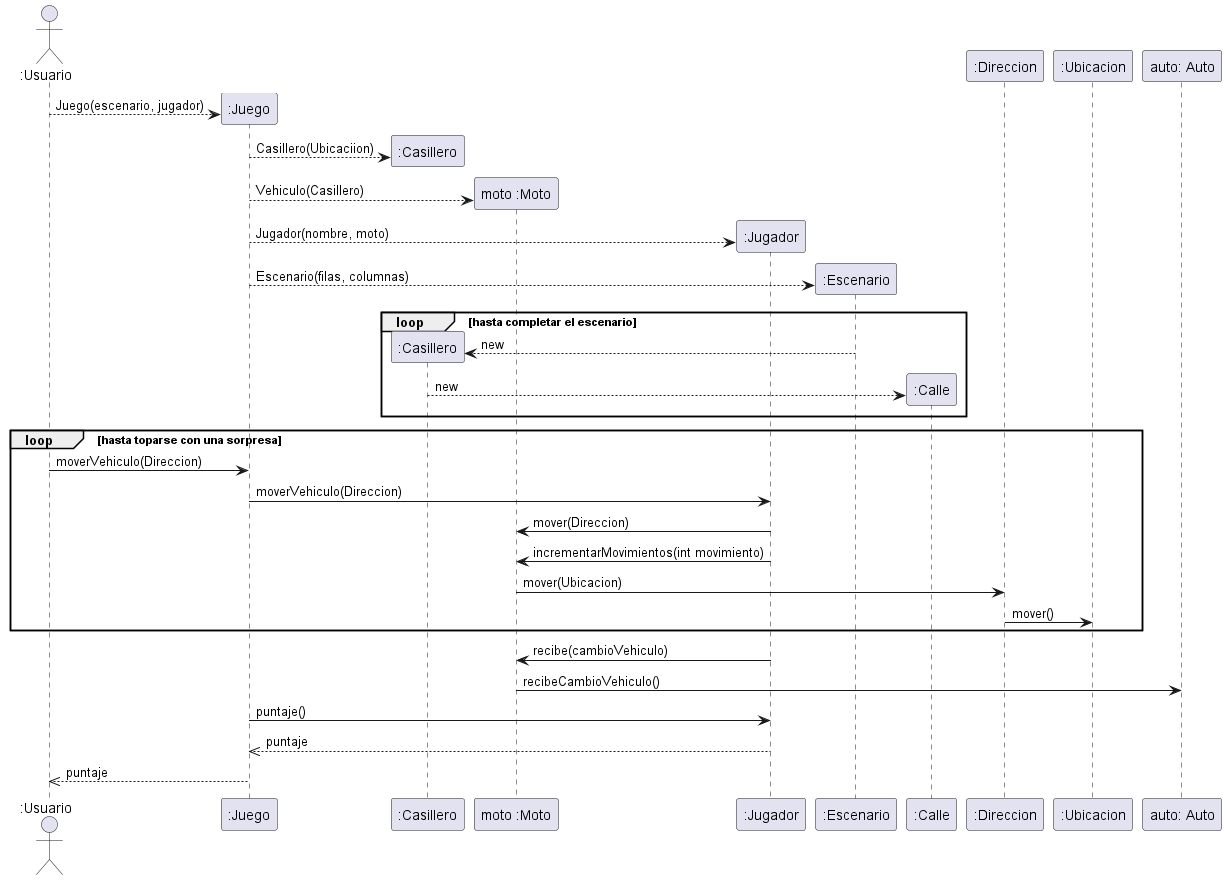 :Usuario
:Direccion
:Ubicacion
auto: Auto
Juego(escenario, jugador)
:Juego
Casillero(Ubicaciion)
:Casillero
Vehiculo(Casillero)
moto :Moto
Jugador(nombre, moto)
:Jugador
Escenario(filas, columnas)
:Escenario
loop [hasta completar el escenario]
:Casillero
new
new
:Calle
loop [hasta toparse con una sorpresa]
moverVehiculo(Direccion)
moverVehiculo(Direccion)
mover(Direccion)
incrementarMovimientos(int movimiento)
mover(Ubicacion)
mover()
recibe(cambioVehiculo)
recibeCambioVehiculo()
puntaje()
puntaje
puntaje
:Usuario
:Juego
:Casillero
moto :Moto
:Jugador
:Escenario
:Calle
:Direccion
:Ubicacion
auto: Auto